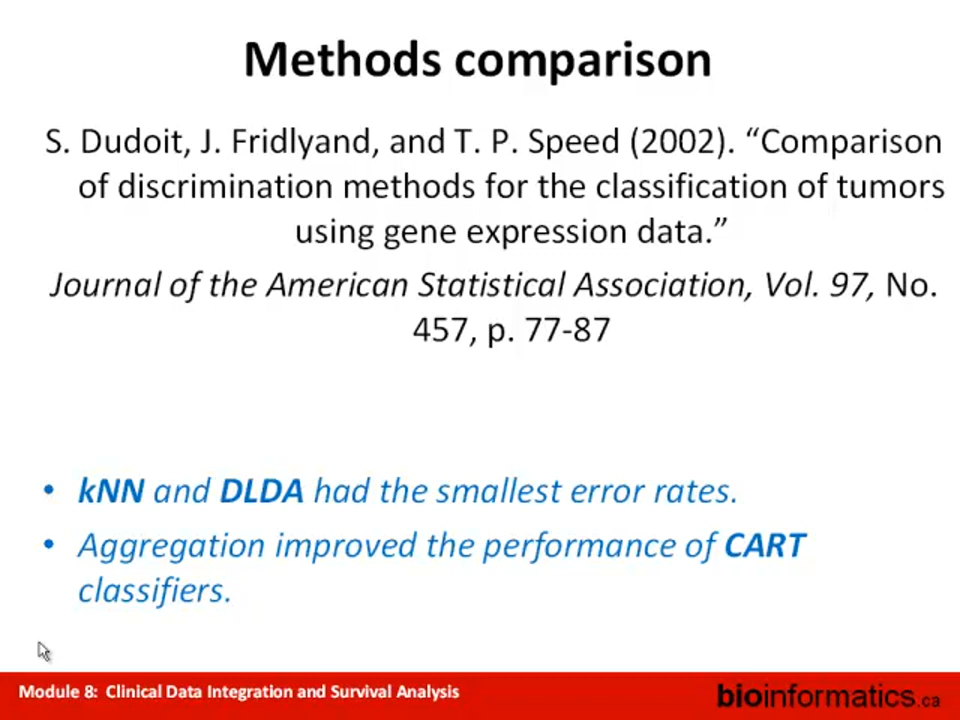 Methods comparison
S. Dudoit, J. Fridlyand, and T. P. Speed (2002). “Comparison
of discrimination methods for the classification of tumors
using gene expression data.”
Journal of the American Statistical Association, Vol. 97, No.
457, p. 77-87
• kNN and DLDA had the smallest error rates.
• Aggregation improved the performance of CART
classifiers.
Module 8: Clinical Data Integration and Survival Analysis
bioinformatics.ca